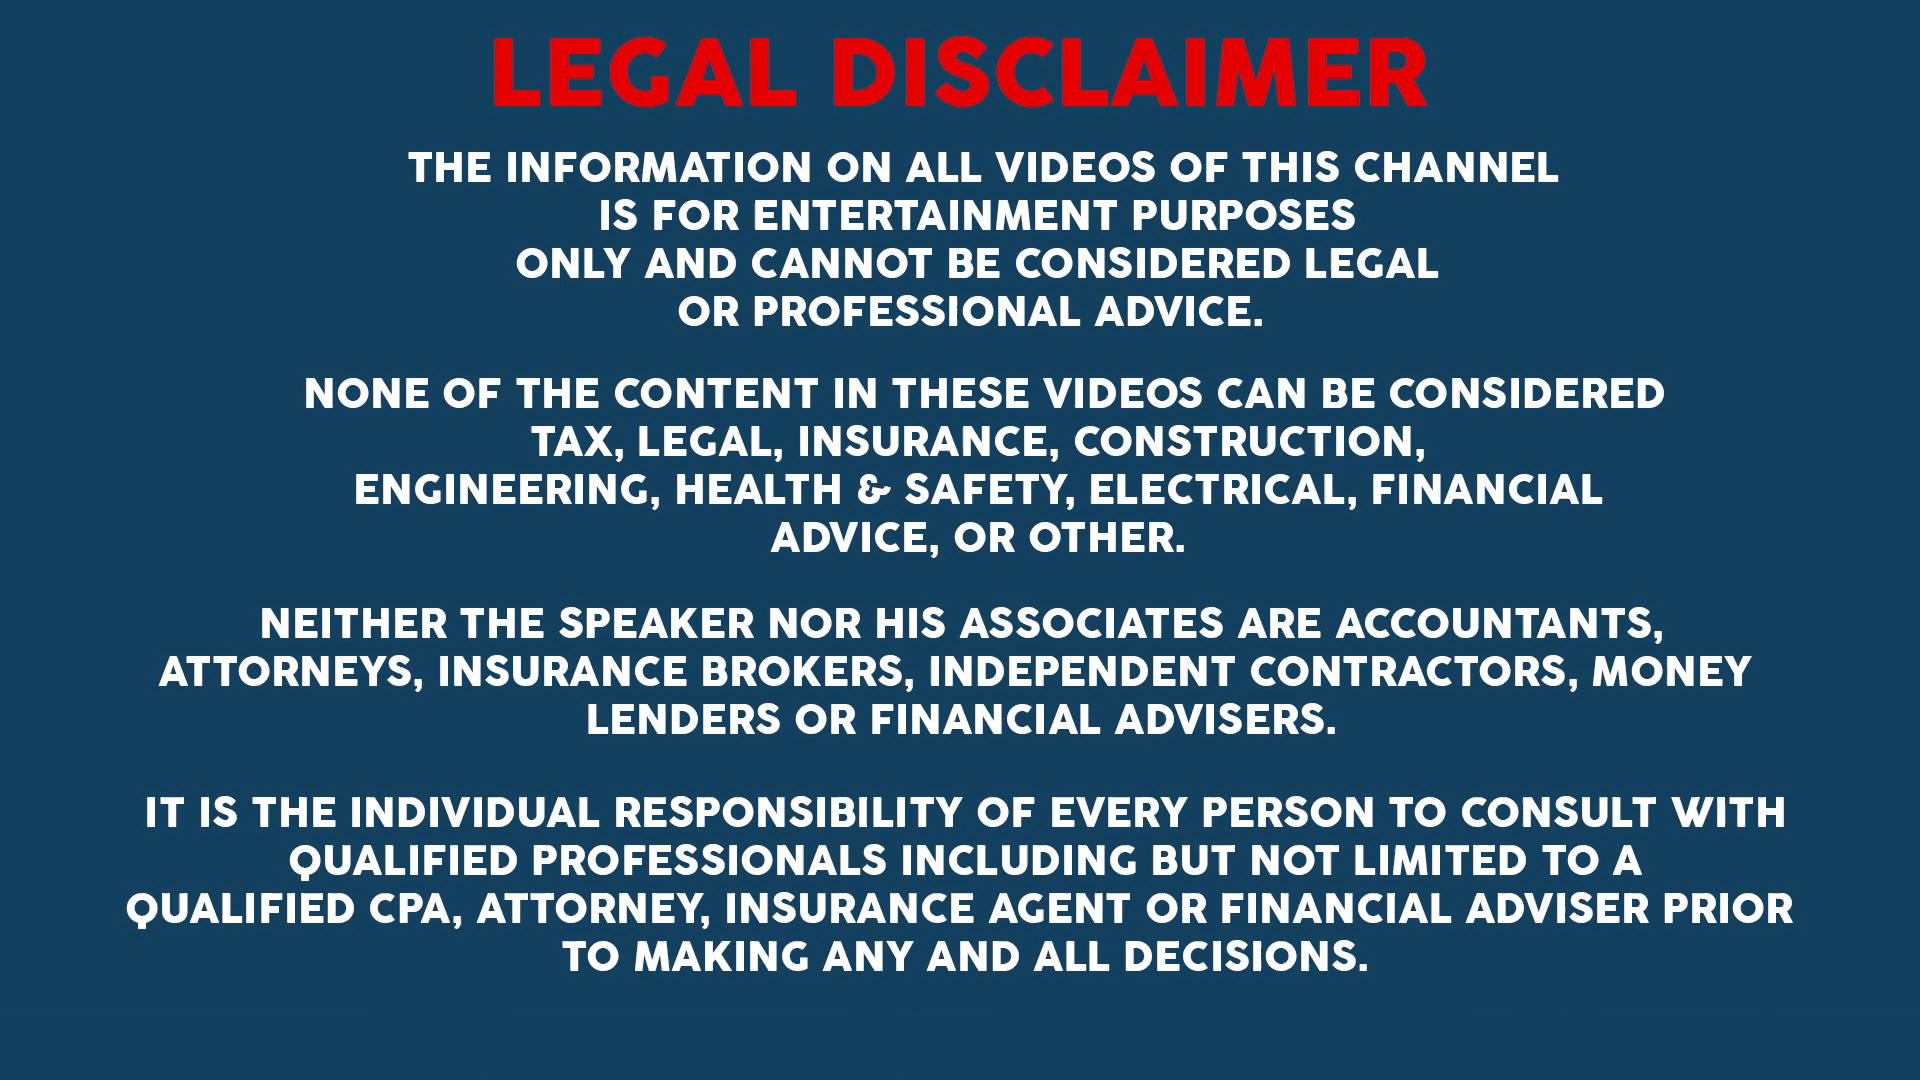 LEGAL DISCLAIMER
THE INFORMATION ON ALL VIDEOS OF THIS CHANNEL
IS FOR ENTERTAINMENT PURPOSES
ONLY AND CANNOT BE CONSIDERED LEGAL
OR PROFESSIONAL ADVICE.
NONE OF THE CONTENT IN THESE VIDEOS CAN BE CONSIDERED
TAX, LEGAL, INSURANCE, CONSTRUCTION,
ENGINEERING, HEALTH & SAFETY, ELECTRICAL, FINANCIAL
ADVICE, OR OTHER.
NEITHER THE SPEAKER NOR HIS ASSOCIATES ARE ACCOUNTANTS,
ATTORNEYS, INSURANCE BROKERS, INDEPENDENT CONTRACTORS, MONEY
LENDERS OR FINANCIAL ADVISERS.
IT IS THE INDIVIDUAL RESPONSIBILITY OF EVERY PERSON TO CONSULT WITH
QUALIFIED PROFESSIONALS INCLUDING BUT NOT LIMITED TO A
QUALIFIED CPA, ATTORNEY, INSURANCE AGENT OR FINANCIAL ADVISER PRIOR
TO MAKING ANY AND ALL DECISIONS.